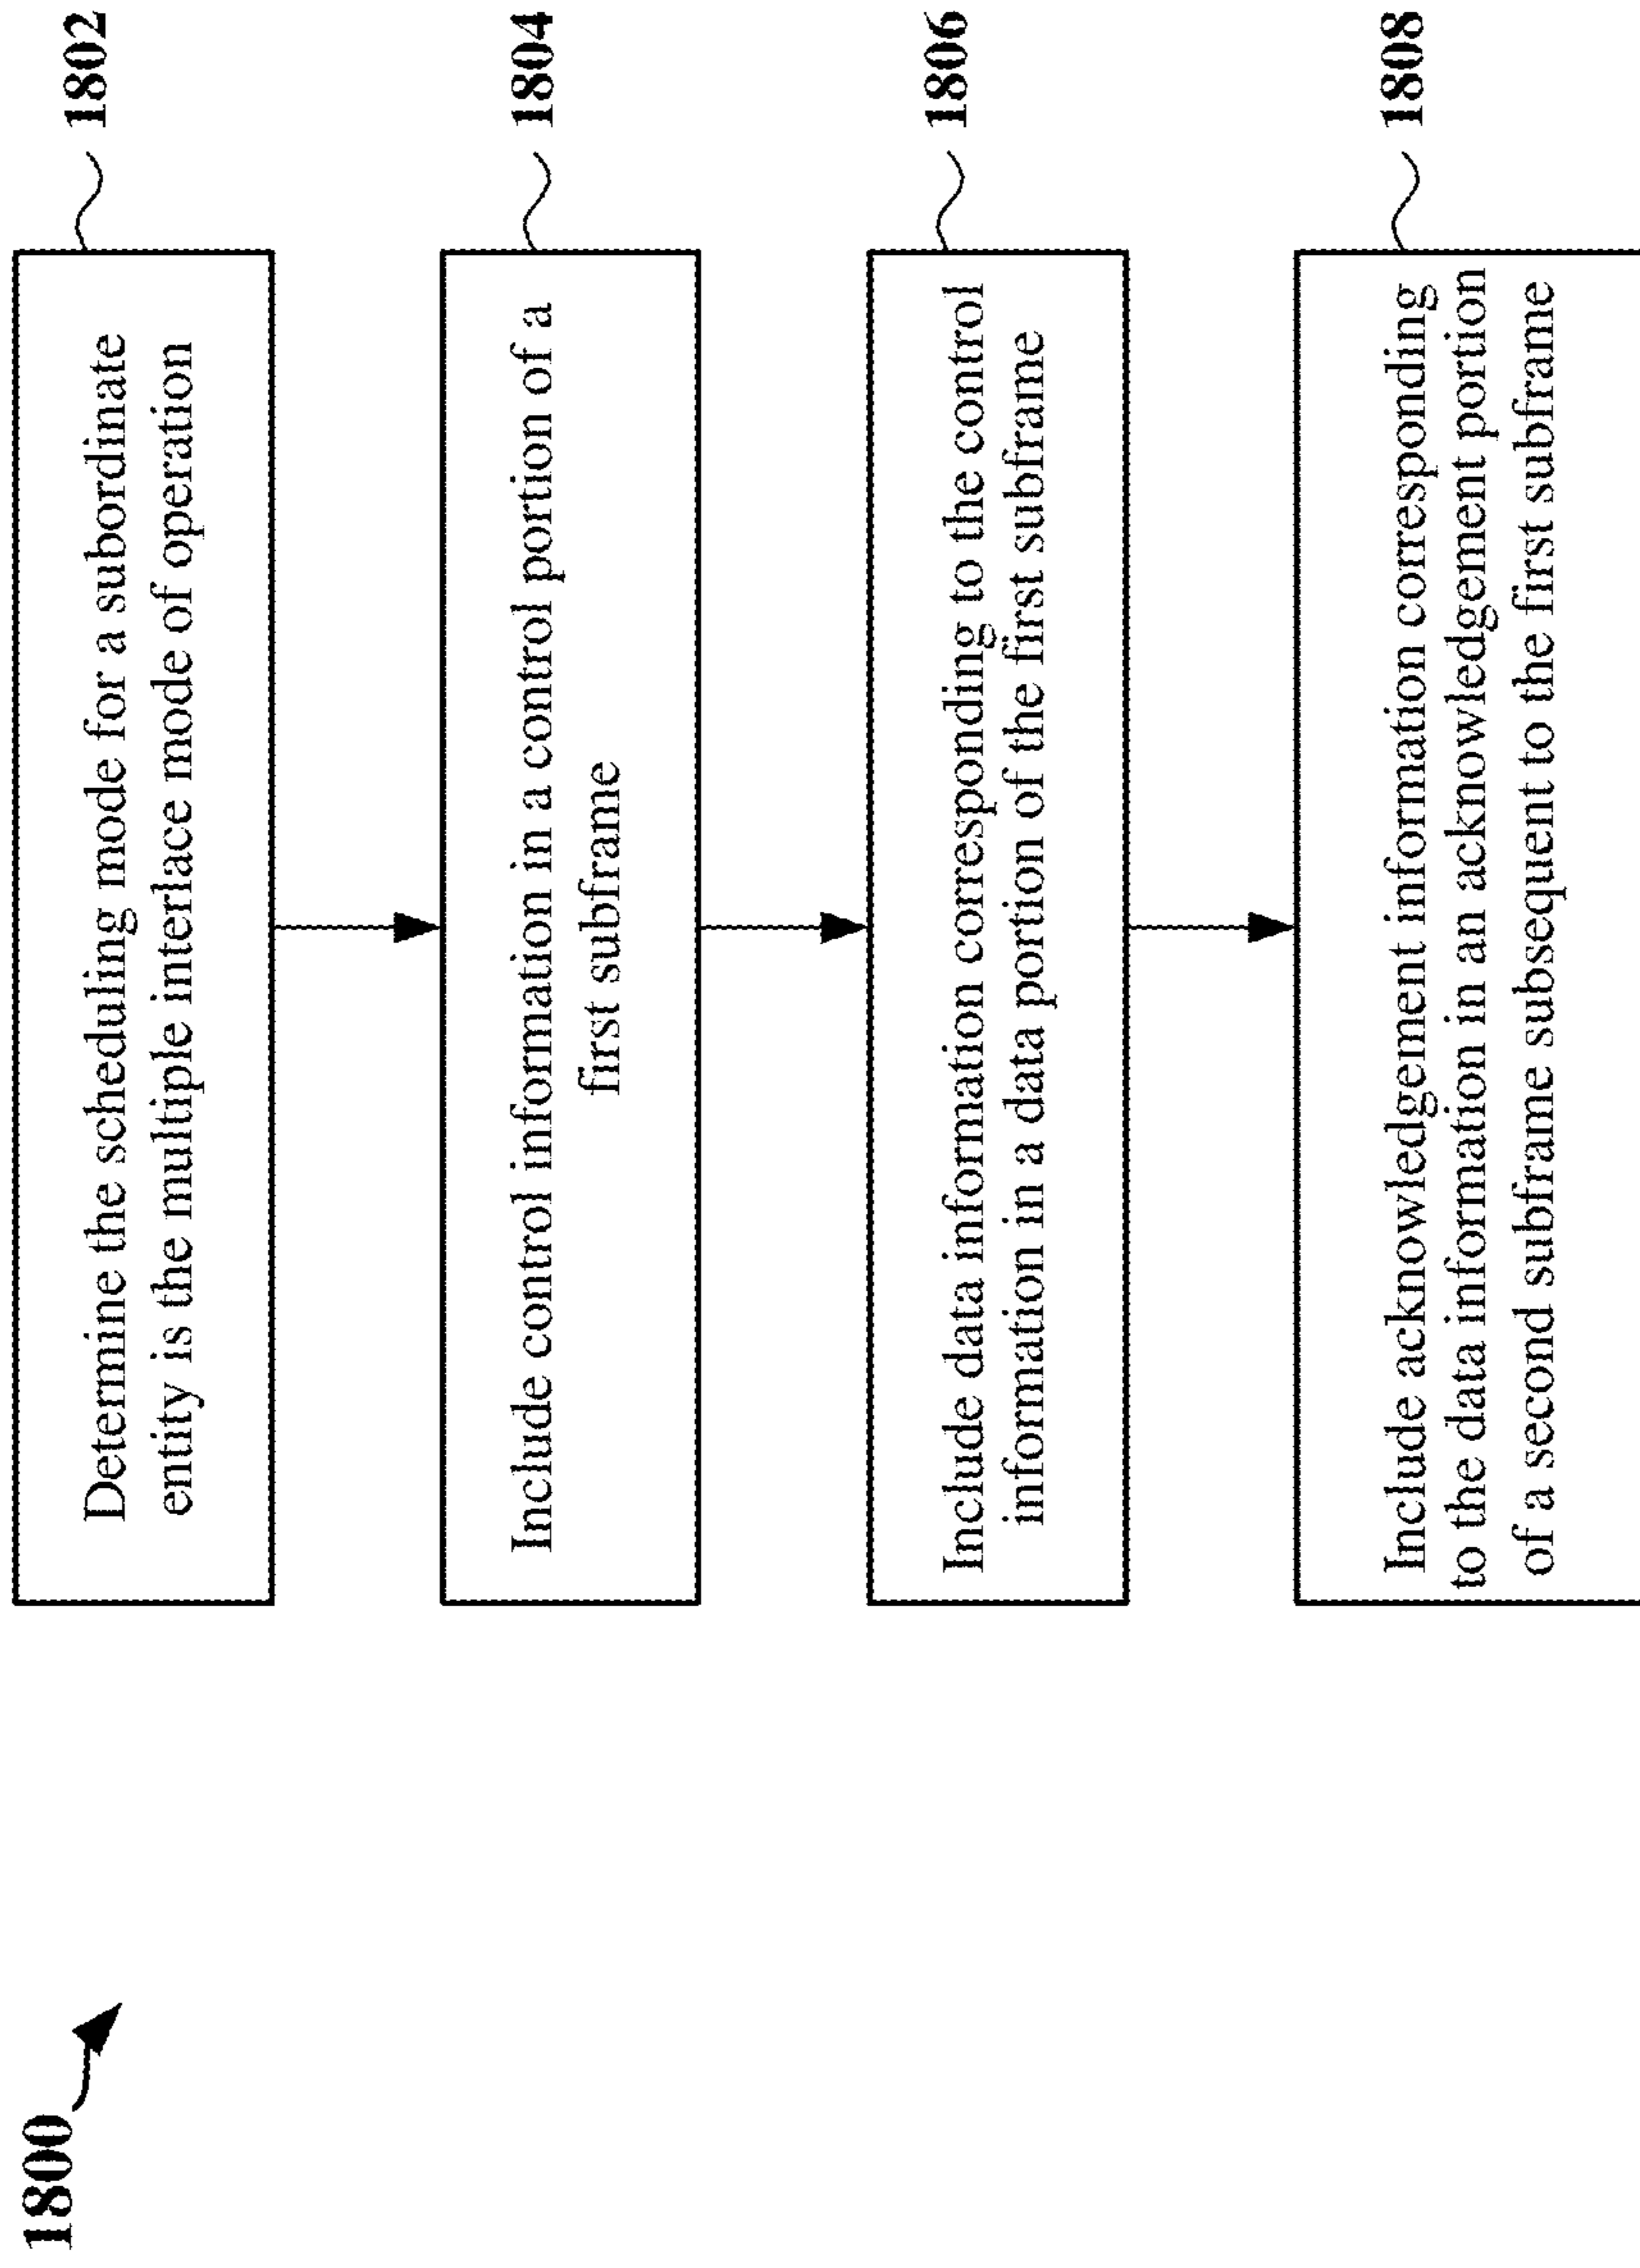 1800
Determine the scheduling mode for a subordinate
entity is the multiple interlace mode of operation
1802
Include control information in a control portion of a
first subframe
1804
Include data information corresponding to the control
information in a data portion of the first subframe
1806
Include acknowledgement information corresponding
to the data information in an acknowledgement portion
of a second subframe subsequent to the first subframe
1808